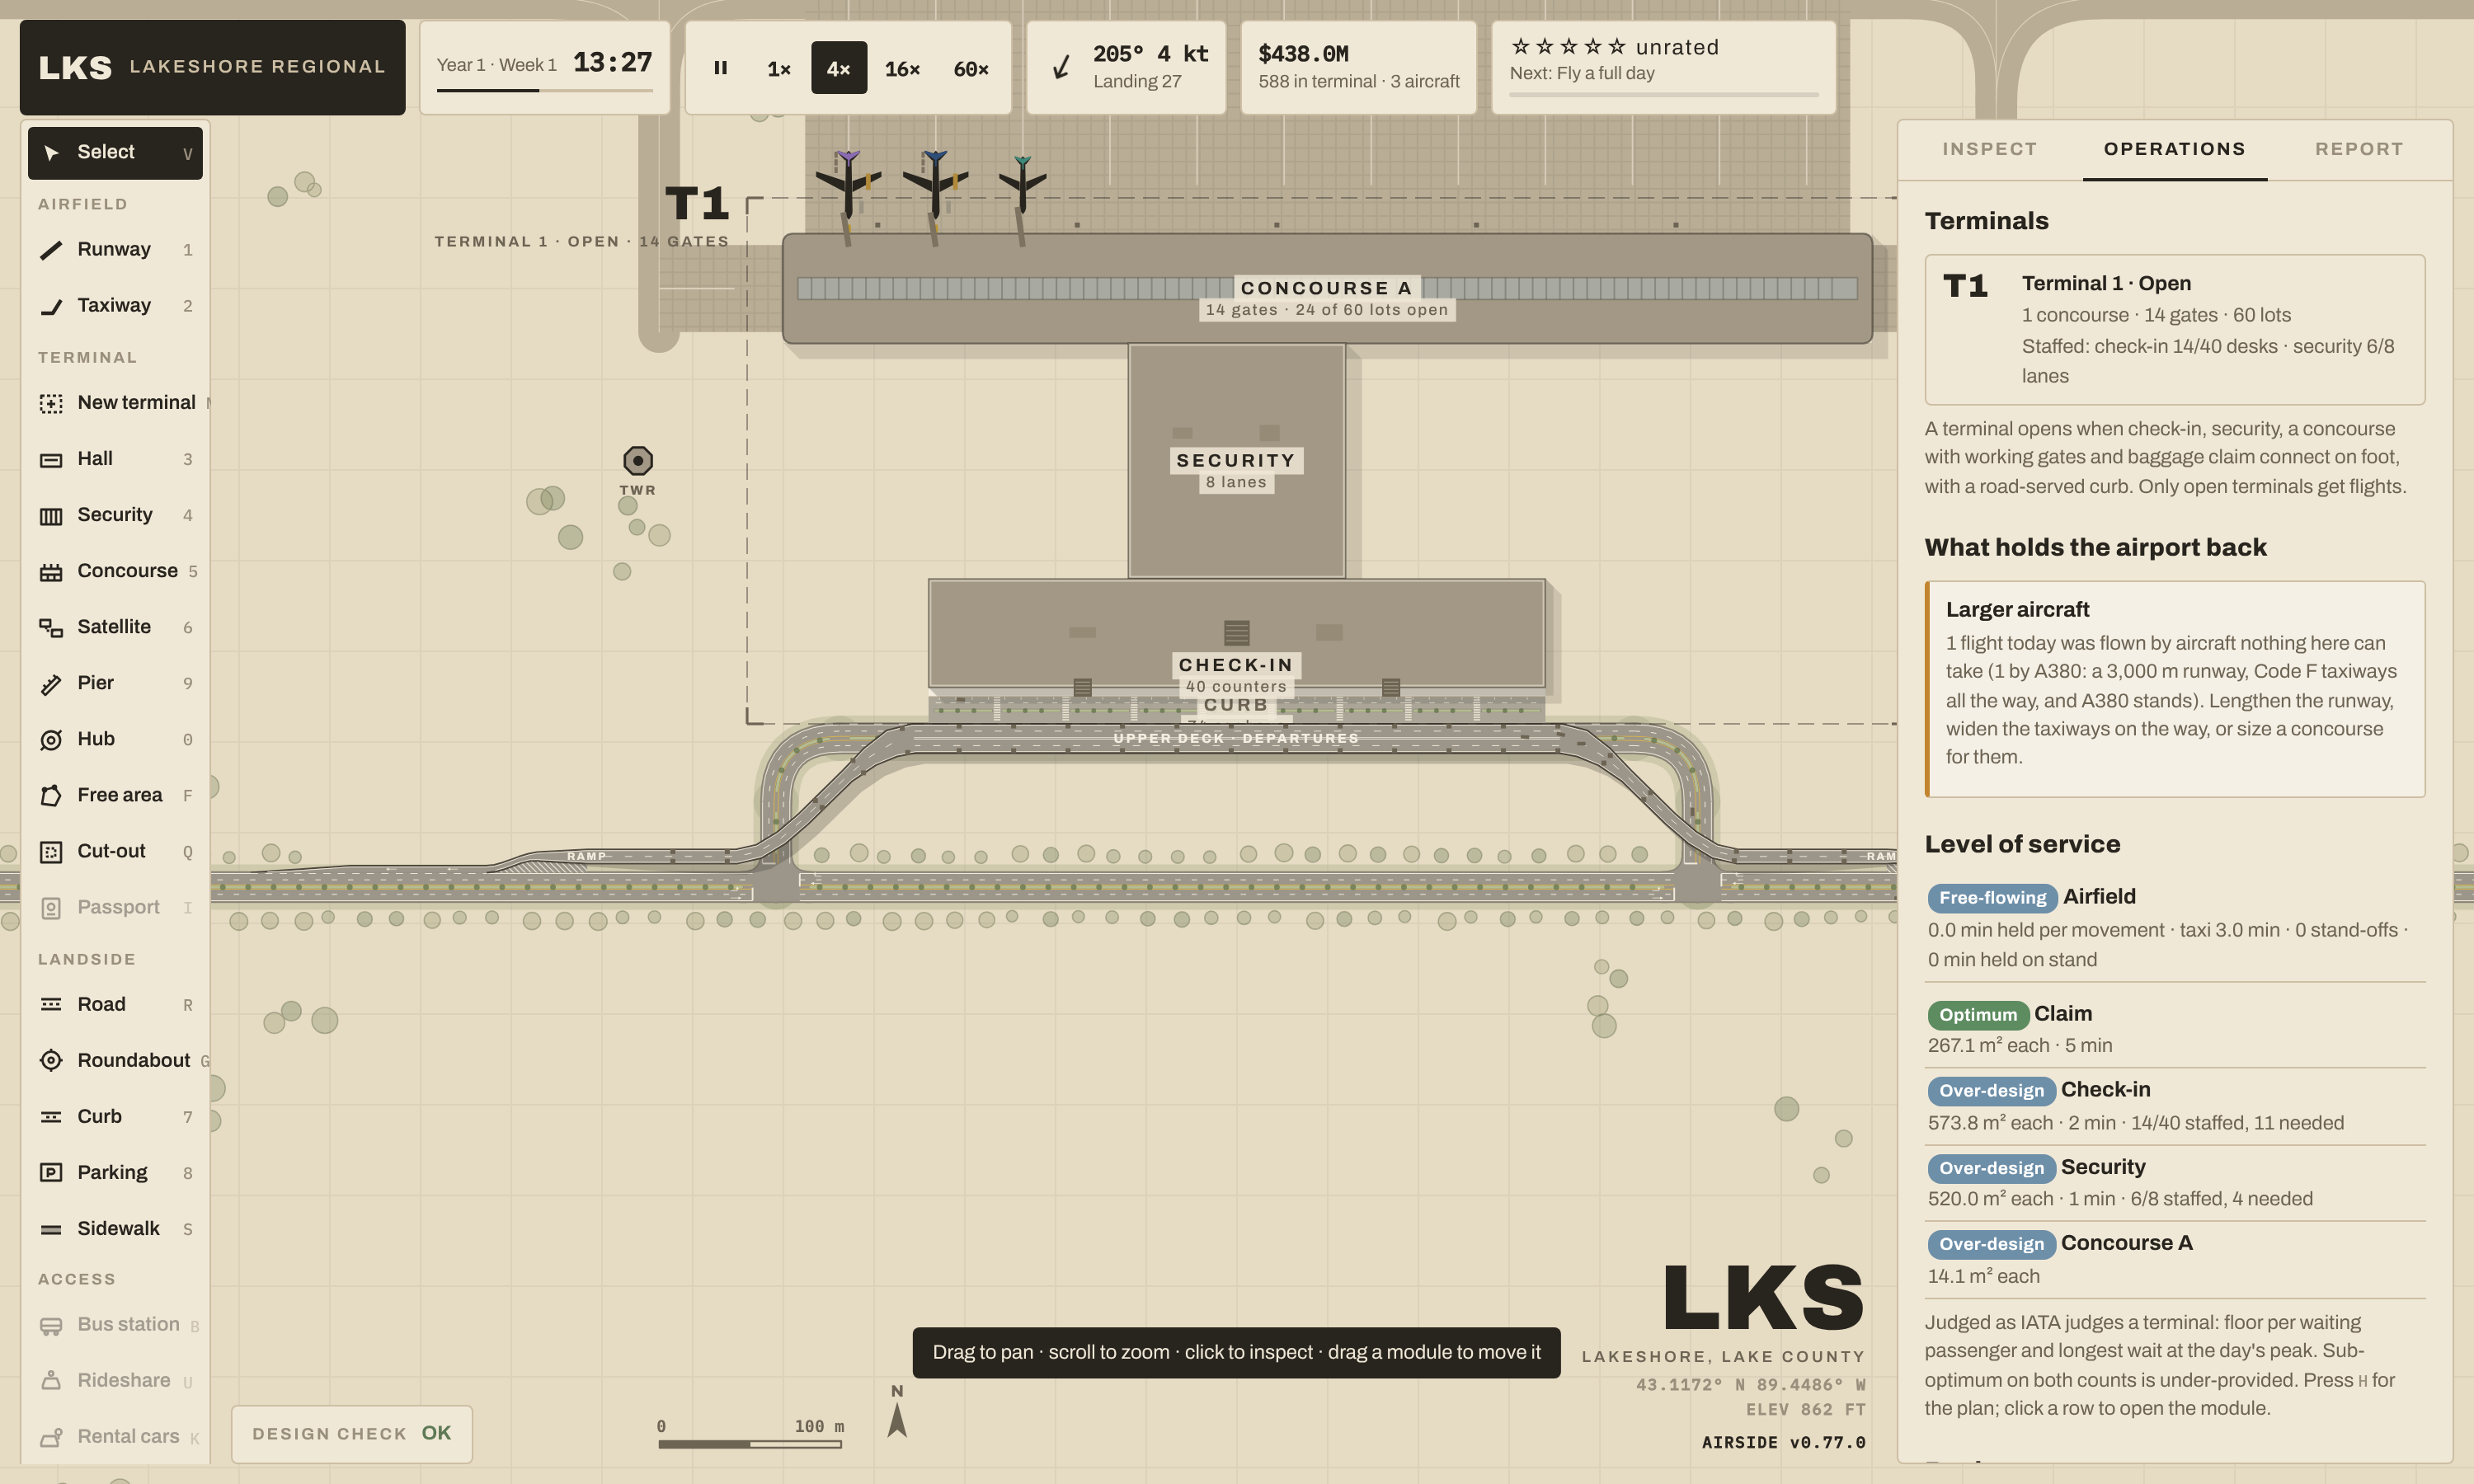 LKS LAKESHORE REGIONAL
Year 1 · Week 1 13:27
1× 4× 16× 60×
205° 4 kt
Landing 27
$438.0M
588 in terminal · 3 aircraft
☆☆☆☆☆ unrated
Next: Fly a full day
Select V
AIRFIELD
Runway 1
Taxiway 2
TERMINAL
New terminal
Hall 3
Security 4
Concourse 5
Satellite 6
Pier 9
Hub 0
Free area F
Cut-out Q
Passport I
LANDSIDE
Road R
Roundabout G
Curb 7
Parking 8
Sidewalk S
ACCESS
Bus station B
Rideshare U
Rental cars K
T1
TERMINAL 1 · OPEN · 14 GATES
CONCOURSE A
14 gates · 24 of 60 lots open
SECURITY
8 lanes
TWR
CHECK-IN
40 counters
CURB
UPPER DECK · DEPARTURES
RAMP
RAM
LKS
LAKESHORE, LAKE COUNTY
43.1172° N 89.4486° W
ELEV 862 FT
AIRSIDE v0.77.0
Drag to pan · scroll to zoom · click to inspect · drag a module to move it
N
0 100 m
DESIGN CHECK OK
INSPECT OPERATIONS REPORT
Terminals
T1 Terminal 1 · Open
1 concourse · 14 gates · 60 lots
Staffed: check-in 14/40 desks · security 6/8
lanes
A terminal opens when check-in, security, a concourse
with working gates and baggage claim connect on foot,
with a road-served curb. Only open terminals get flights.
What holds the airport back
Larger aircraft
1 flight today was flown by aircraft nothing here can
take (1 by A380: a 3,000 m runway, Code F taxiways
all the way, and A380 stands). Lengthen the runway,
widen the taxiways on the way, or size a concourse
for them.
Level of service
Free-flowing Airfield
0.0 min held per movement · taxi 3.0 min · 0 stand-offs ·
0 min held on stand
Optimum Claim
267.1 m² each · 5 min
Over-design Check-in
573.8 m² each · 2 min · 14/40 staffed, 11 needed
Over-design Security
520.0 m² each · 1 min · 6/8 staffed, 4 needed
Over-design Concourse A
14.1 m² each
Judged as IATA judges a terminal: floor per waiting
passenger and longest wait at the day's peak. Sub-
optimum on both counts is under-provided. Press H for
the plan; click a row to open the module.